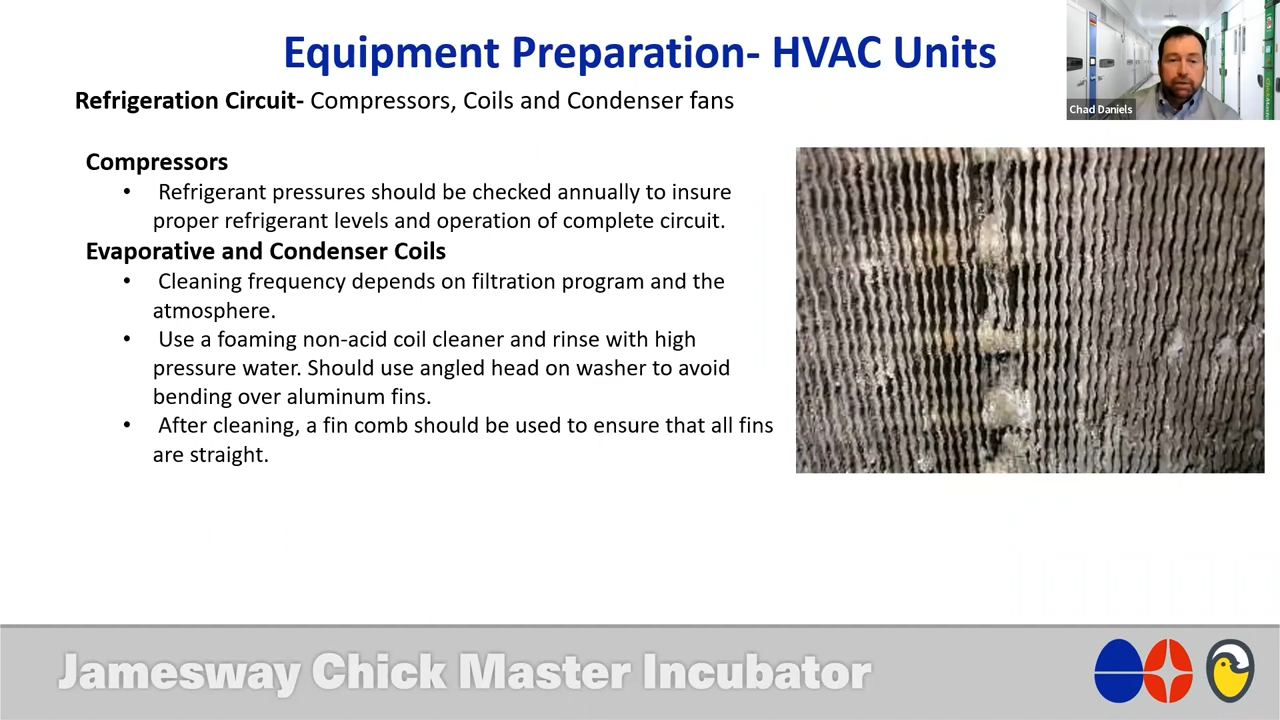 Equipment Preparation- HVAC Units
Refrigeration Circuit- Compressors, Coils and Condenser fans
Chad Daniels
Compressors
• Refrigerant pressures should be checked annually to insure
proper refrigerant levels and operation of complete circuit.
Evaporative and Condenser Coils
• Cleaning frequency depends on filtration program and the
atmosphere.
• Use a foaming non-acid coil cleaner and rinse with high
pressure water. Should use angled head on washer to avoid
bending over aluminum fins.
• After cleaning, a fin comb should be used to ensure that all fins
are straight.
Jamesway Chick Master Incubator